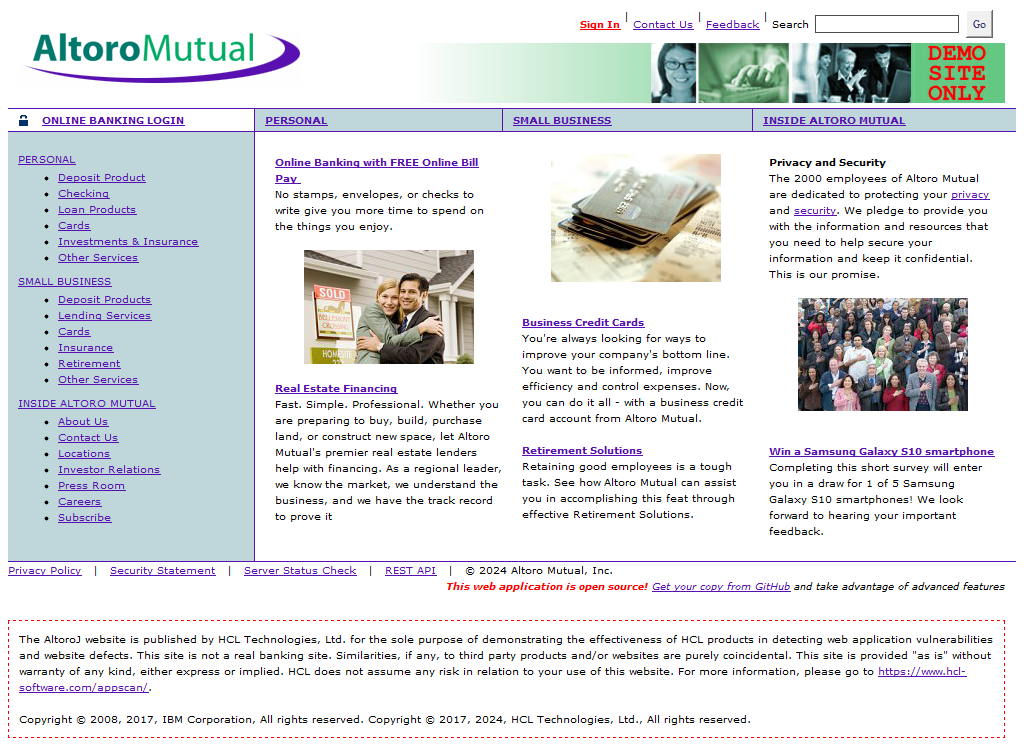 Sign In | Contact Us | Feedback | Search Go
AltoroMutual
DEMO
SITE
ONLY
ONLINE BANKING LOGIN
PERSONAL
SMALL BUSINESS
INSIDE ALTORO MUTUAL
PERSONAL
Deposit Product
Checking
Loan Products
Cards
Investments & Insurance
Other Services
SMALL BUSINESS
Deposit Products
Lending Services
Cards
Insurance
Retirement
Other Services
INSIDE ALTORO MUTUAL
About Us
Contact Us
Locations
Investor Relations
Press Room
Careers
Subscribe
Online Banking with FREE Online Bill
Pay
No stamps, envelopes, or checks to
write give you more time to spend on
the things you enjoy.
SOLD
Real Estate Financing
Fast. Simple. Professional. Whether you
are preparing to buy, build, purchase
land, or construct new space, let Altoro
Mutual's premier real estate lenders
help with financing. As a regional leader,
we know the market, we understand the
business, and we have the track record
to prove it
Business Credit Cards
You're always looking for ways to
improve your company's bottom line.
You want to be informed, improve
efficiency and control expenses. Now,
you can do it all - with a business credit
card account from Altoro Mutual.
Retirement Solutions
Retaining good employees is a tough
task. See how Altoro Mutual can assist
you in accomplishing this feat through
effective Retirement Solutions.
Privacy and Security
The 2000 employees of Altoro Mutual
are dedicated to protecting your privacy
and security. We pledge to provide you
with the information and resources that
you need to help secure your
information and keep it confidential.
This is our promise.
Win a Samsung Galaxy S10 smartphone
Completing this short survey will enter
you in a draw for 1 of 5 Samsung
Galaxy S10 smartphones! We look
forward to hearing your important
feedback.
Privacy Policy | Security Statement | Server Status Check | REST API | © 2024 Altoro Mutual, Inc.
This web application is open source! Get your copy from GitHub and take advantage of advanced features
The AltoroJ website is published by HCL Technologies, Ltd. for the sole purpose of demonstrating the effectiveness of HCL products in detecting web application vulnerabilities
and website defects. This site is not a real banking site. Similarities, if any, to third party products and/or websites are purely coincidental. This site is provided "as is" without
warranty of any kind, either express or implied. HCL does not assume any risk in relation to your use of this website. For more information, please go to https://www.hcl-
software.com/appscan/.
Copyright © 2008, 2017, IBM Corporation, All rights reserved. Copyright © 2017, 2024, HCL Technologies, Ltd., All rights reserved.